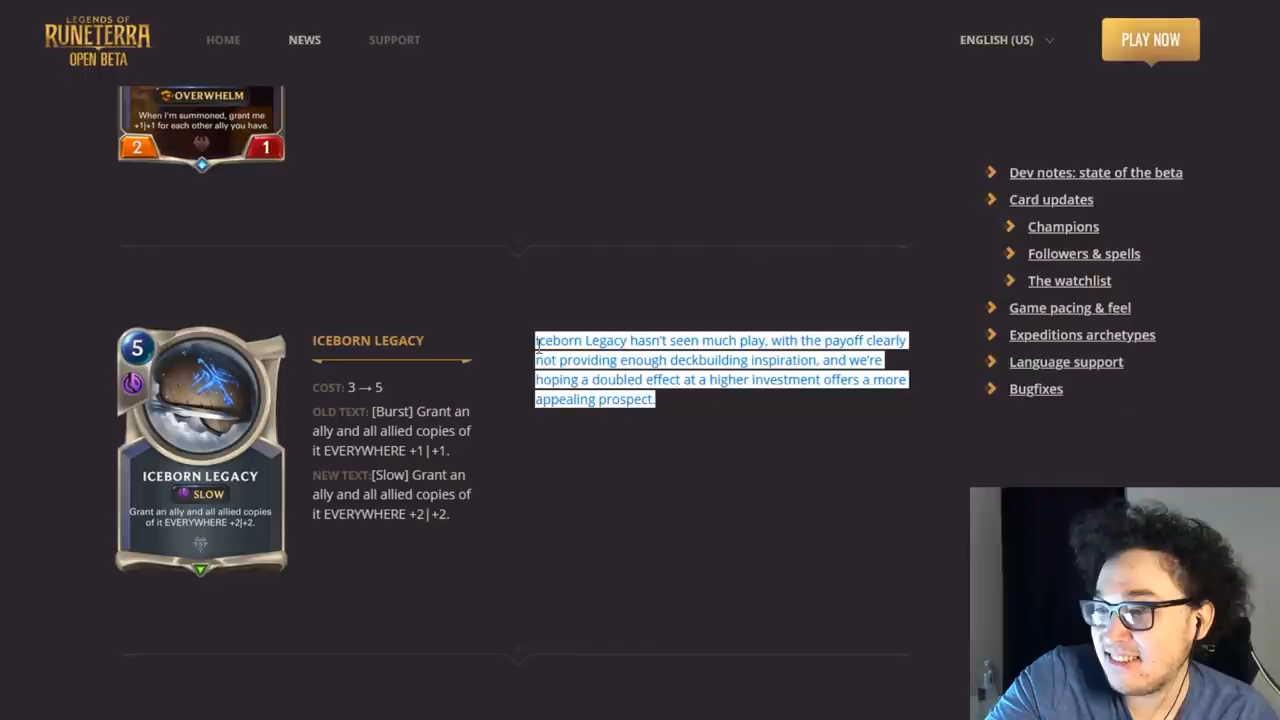 LEGENDS OF
RUNETERRA
OPEN BETA
HOME
NEWS
SUPPORT
ENGLISH (US)
PLAY NOW
OVERWHELM
When I'm summoned, grant me
+1|+1 for each other ally you have.
2
1
Dev notes: state of the beta
Card updates
Champions
Followers & spells
The watchlist
Game pacing & feel
Expeditions archetypes
Language support
Bugfixes
5
ICEBORN LEGACY
SLOW
Grant an ally and all allied copies
of it EVERYWHERE +2|+2.
ICEBORN LEGACY
COST: 3 → 5
OLD TEXT: [Burst] Grant an
ally and all allied copies of
it EVERYWHERE +1|+1.
NEW TEXT:[Slow] Grant an
ally and all allied copies of
it EVERYWHERE +2|+2.
Iceborn Legacy hasn't seen much play, with the payoff clearly
not providing enough deckbuilding inspiration, and we're
hoping a doubled effect at a higher investment offers a more
appealing prospect.